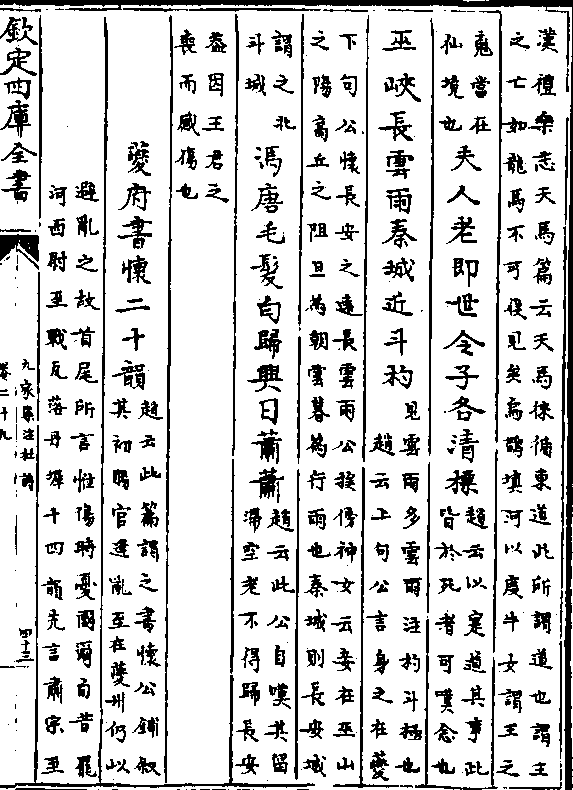 漢禮樂志天馬篇云天馬徠循東道此所謂道也謂王
之亡如龍馬不可復見矣烏鵲填河以度牛女謂王之
當在
仙境也
夫人老即世令子各清標
趙云以寔道其事此
皆於死者可嘆念也
巫峽長雲雨秦城近斗杓
見雲雨多雲雨注杓斗極也
趙云上句公言身之在夔
下句公懷長安之遠長雲雨公挨傍神女云妾在巫山
之陽高丘之阻旦為朝雲暮為行雨也秦城則長安城
謂之北
斗城
馮唐毛髮白歸興日蕭蕭
趙云此公自嘆其留
滯至老不得歸長安
蓋因王君之
喪而感傷也
夔府書懷二十韻
趙云此篇謂之書懷公鋪叙
其初賜官遭亂至在夔州仍以
避亂之故首尾所言惟傷時憂國爾自昔罷
河西尉至戰瓦落丹墀十四韻先言肅宗至
欽定四庫全書
九家集注杜詩
卷二十九
四十三